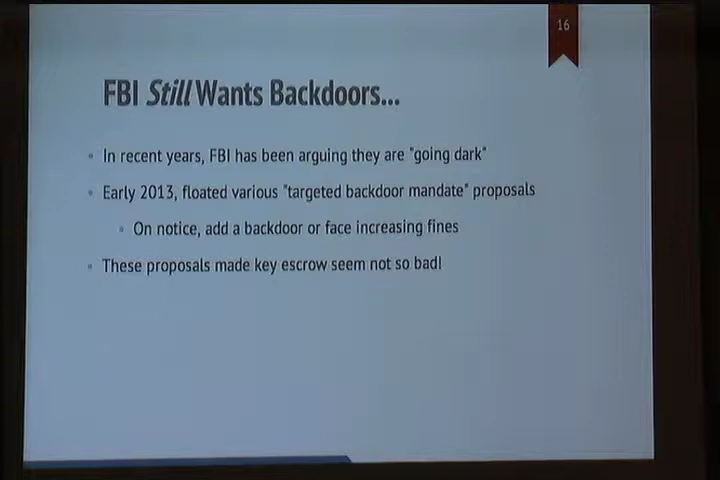 16
FBI Still Wants Backdoors...
In recent years, FBI has been arguing they are "going dark"
Early 2013, floated various "targeted backdoor mandate" proposals
On notice, add a backdoor or face increasing fines
These proposals made key escrow seem not so bad!